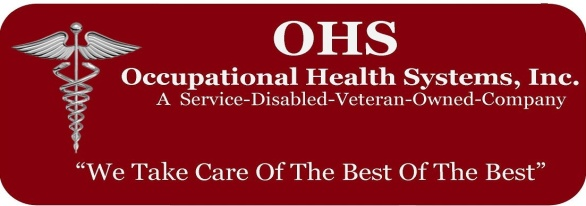 OHS
Occupational Health Systems, Inc.
A Service-Disabled-Veteran-Owned-Company
“We Take Care Of The Best Of The Best”